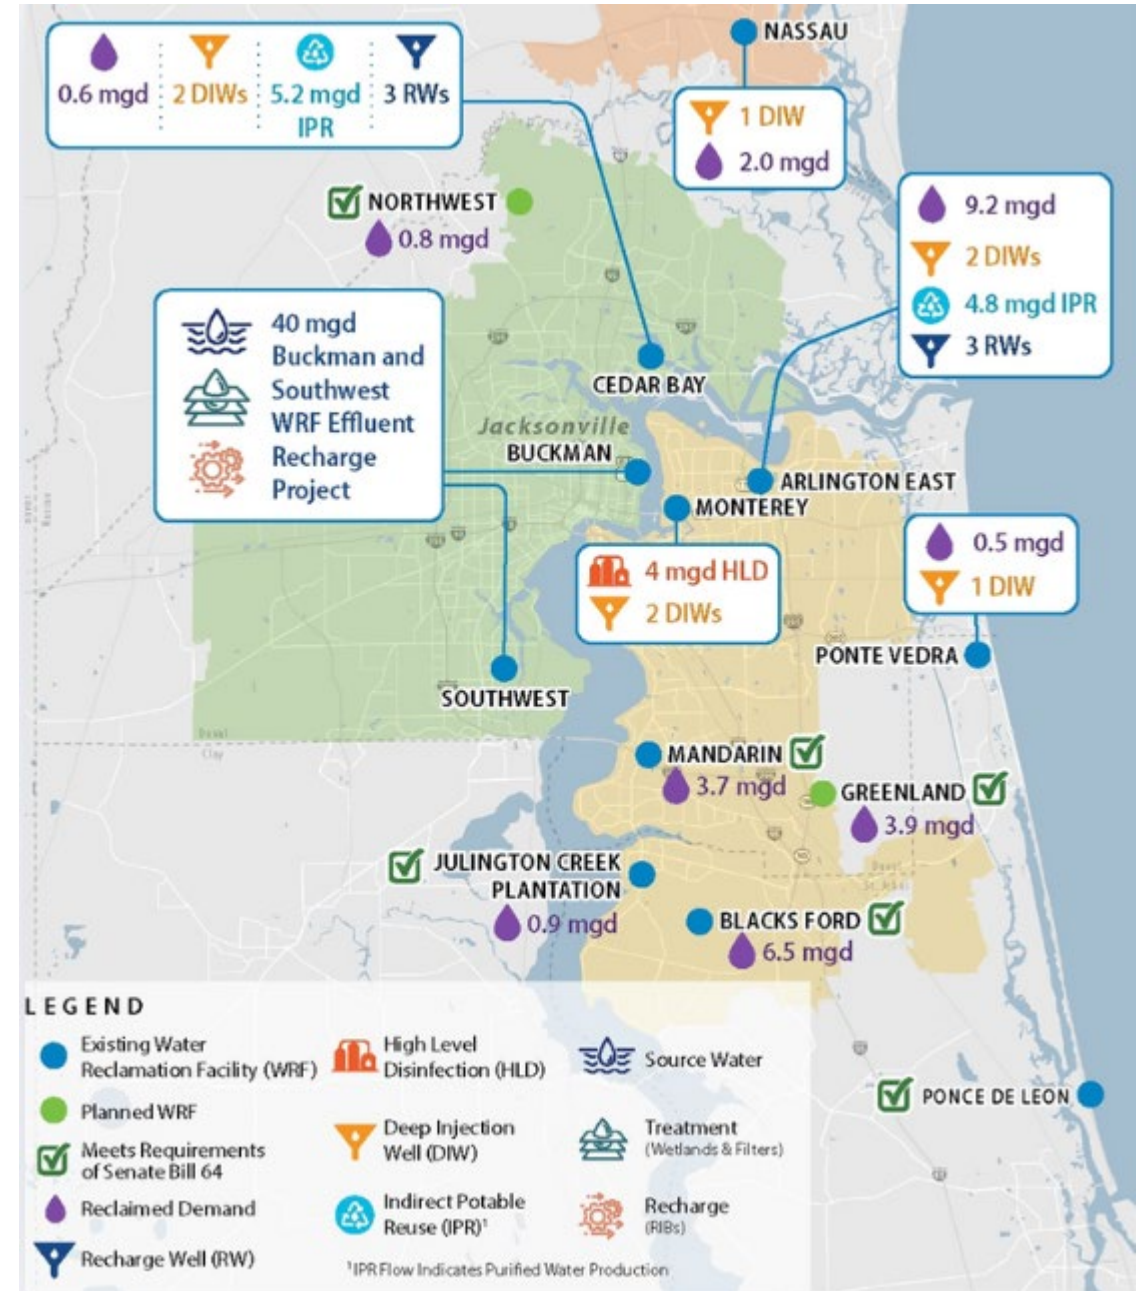 NASSAU
0.6 mgd
2 DIWs
5.2 mgd
IPR
3 RWs
1 DIW
2.0 mgd
NORTHWEST
0.8 mgd
9.2 mgd
2 DIWs
4.8 mgd IPR
3 RWs
40 mgd
Buckman and
Southwest
WRF Effluent
Recharge
Project
CEDAR BAY
Jacksonville
BUCKMAN
ARLINGTON EAST
MONTEREY
4 mgd HLD
2 DIWs
0.5 mgd
1 DIW
PONTE VEDRA
SOUTHWEST
Duval
Clay
MANDARIN
3.7 mgd
GREENLAND
3.9 mgd
Duval
JULINGTON CREEK
PLANTATION
0.9 mgd
BLACKS FORD
6.5 mgd
PONCE DE LEON
LEGEND
Existing Water
Reclamation Facility (WRF)
Planned WRF
Meets Requirements
of Senate Bill 64
Reclaimed Demand
Recharge Well (RW)
High Level
Disinfection (HLD)
Deep Injection
Well (DIW)
Indirect Potable
Reuse (IPR)¹
¹IPR Flow Indicates Purified Water Production
Source Water
Treatment
(Wetlands & Filters)
Recharge
(RIBs)